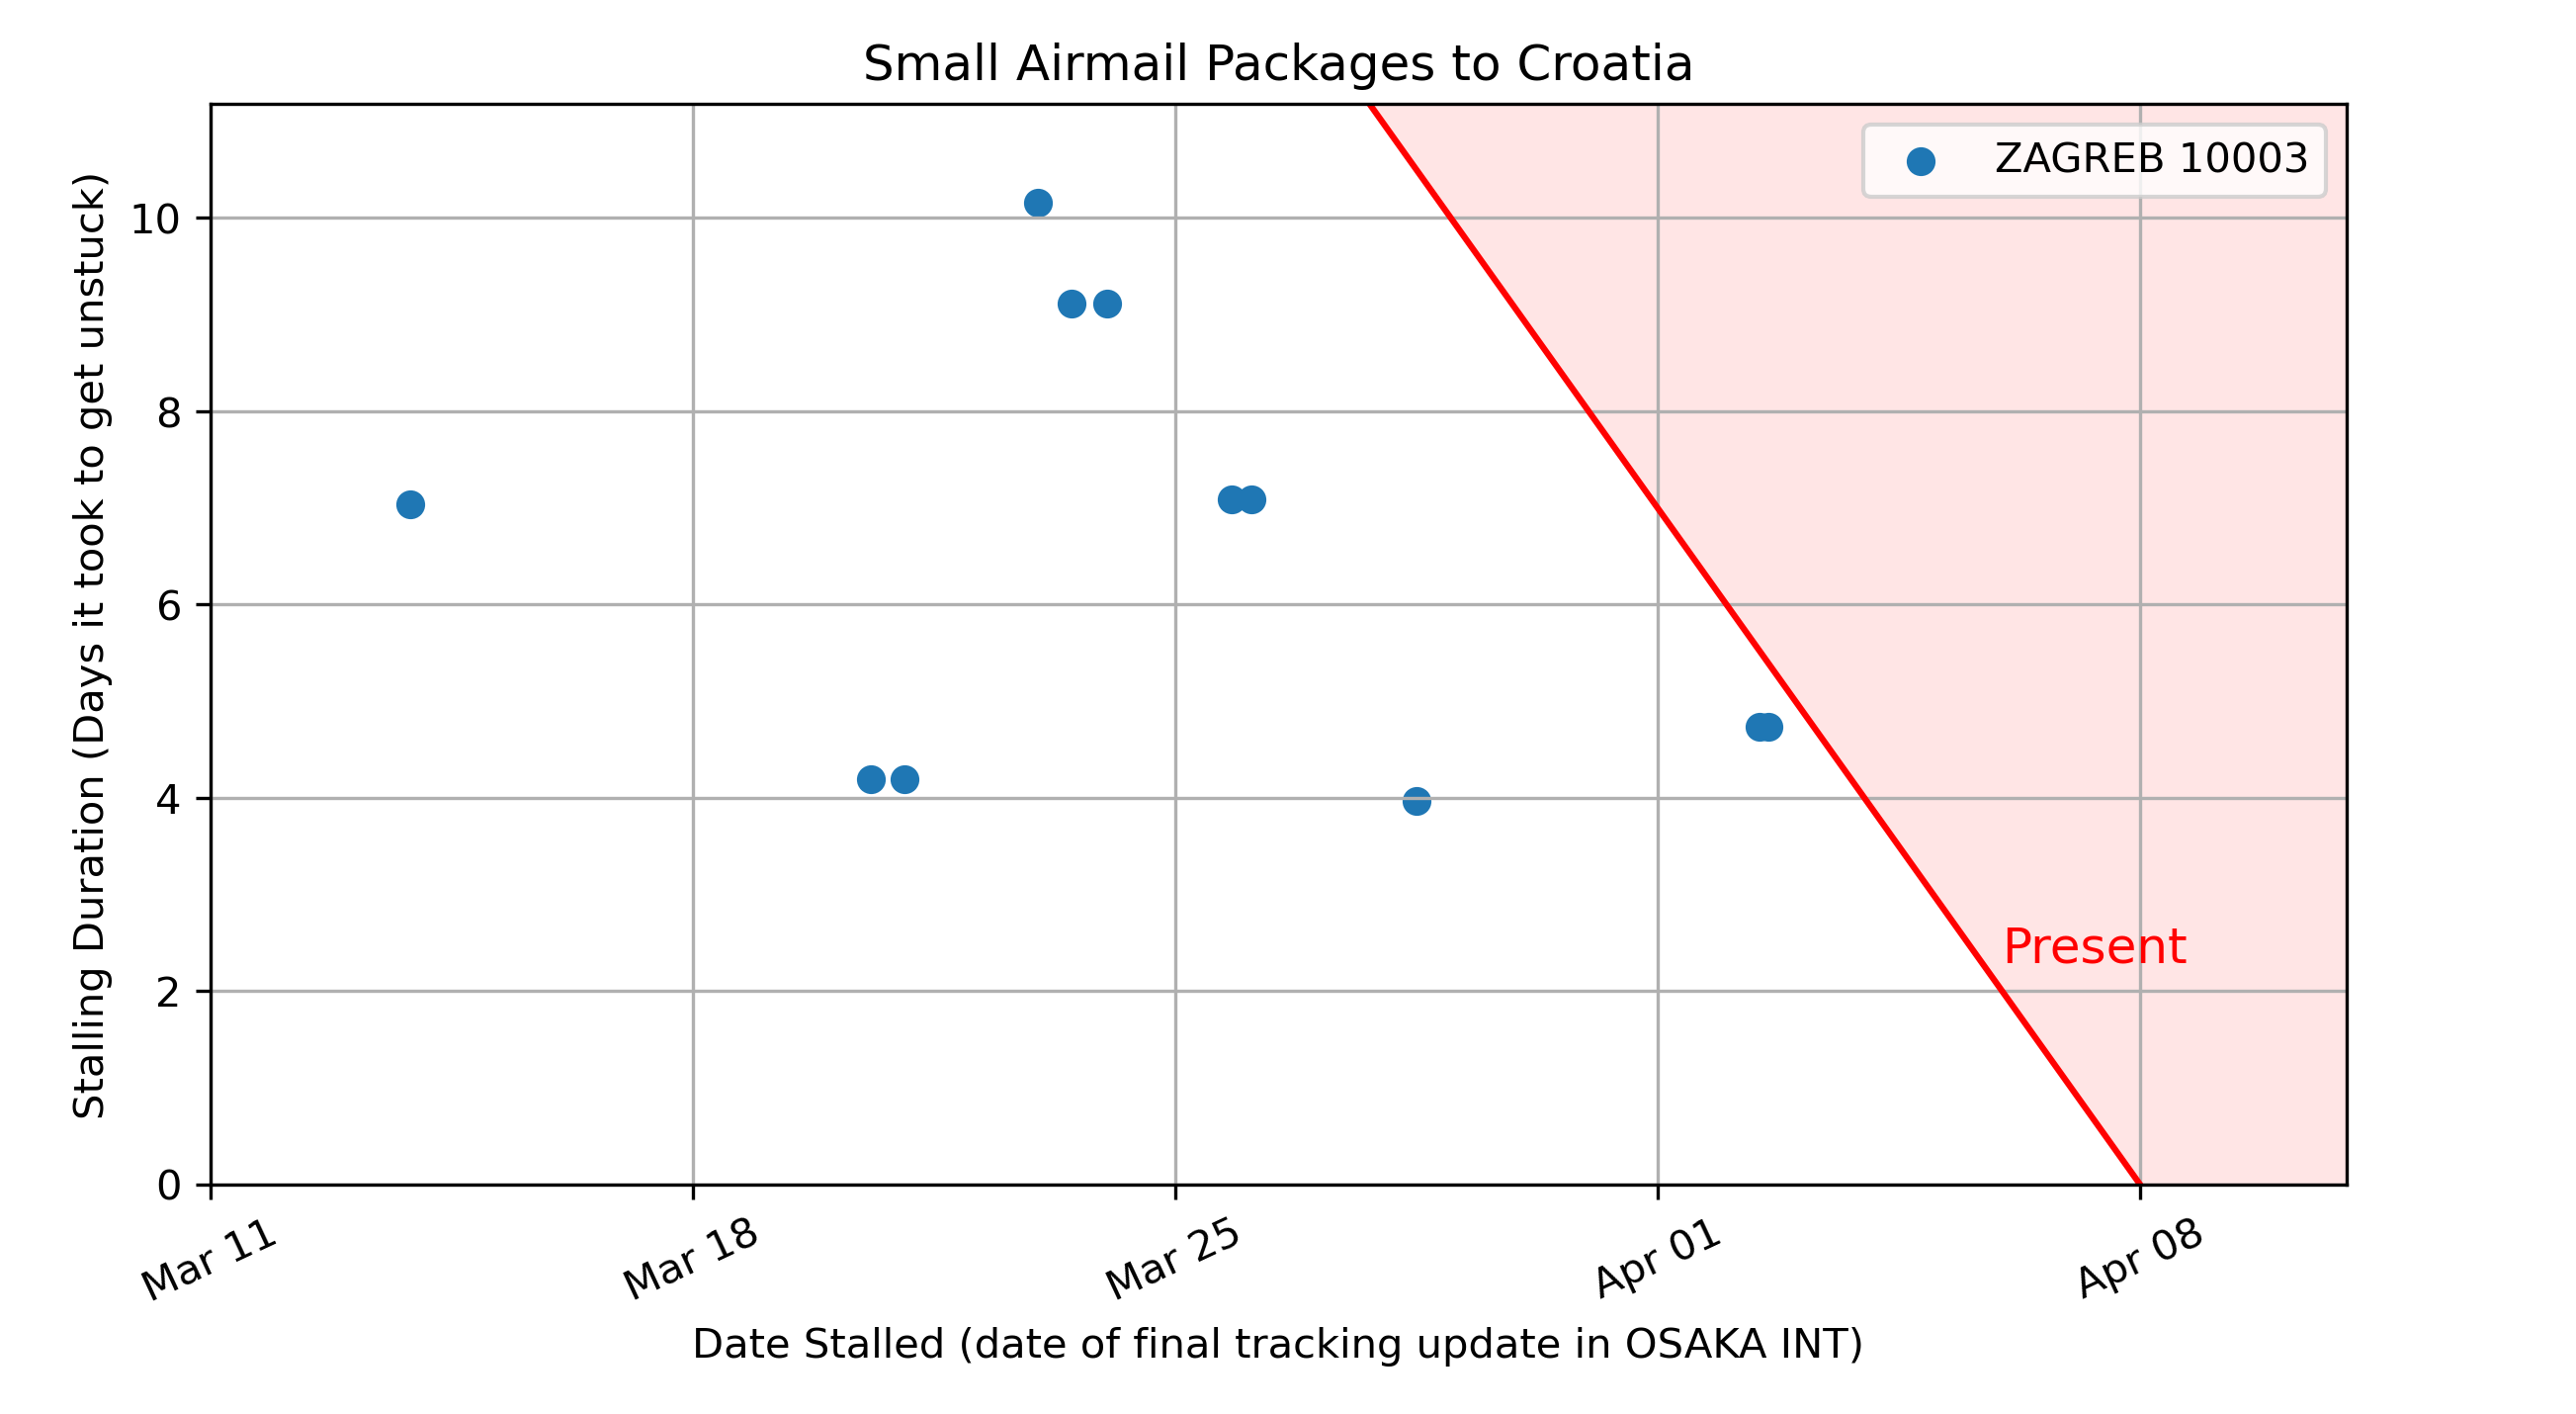 Small Airmail Packages to Croatia
ZAGREB 10003
Stalling Duration (Days it took to get unstuck)
10
8
6
4
2
0
Present
Mar 11
Mar 18
Mar 25
Apr 01
Apr 08
Date Stalled (date of final tracking update in OSAKA INT)